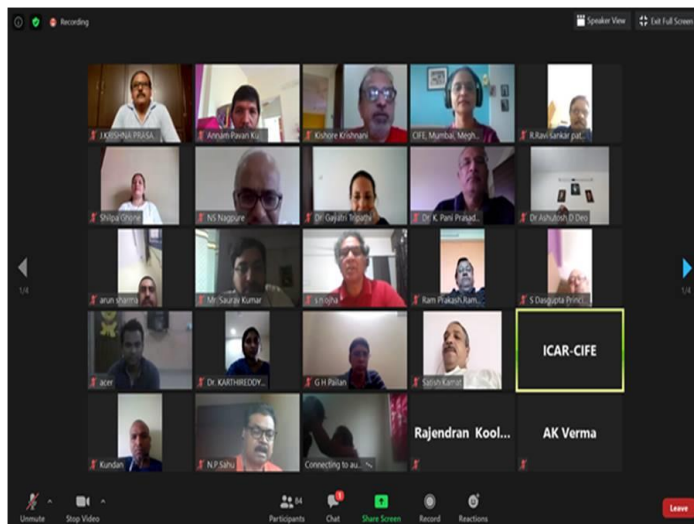 Recording
Speaker View
Exit Full Screen
J.KRISHNA PRASA...
Annam Pavan Ku...
Kishore Krishnani
CIFE, Mumbai, Megh...
R.Ravi sankar pat...
Shilpa Ghone
NS Nagpure
Dr. Gayatri Tripathi
Dr. K. Pani Prasad...
Dr Ashutosh D Deo
arun sharma
Mr. Saurav Kumar
s.n.ojha
Ram Prakash.Ram...
S Dasgupta Princi...
1/4
1/4
acer
Dr. KARTHIREDDY...
G H Pailan
Satish Kamat
ICAR-CIFE
Kundan
N.P.Sahu
Connecting to au...
Rajendran Kool...
AK Verma
Unmute
Stop Video
84
Participants
1
Chat
Share Screen
Record
Reactions
Leave